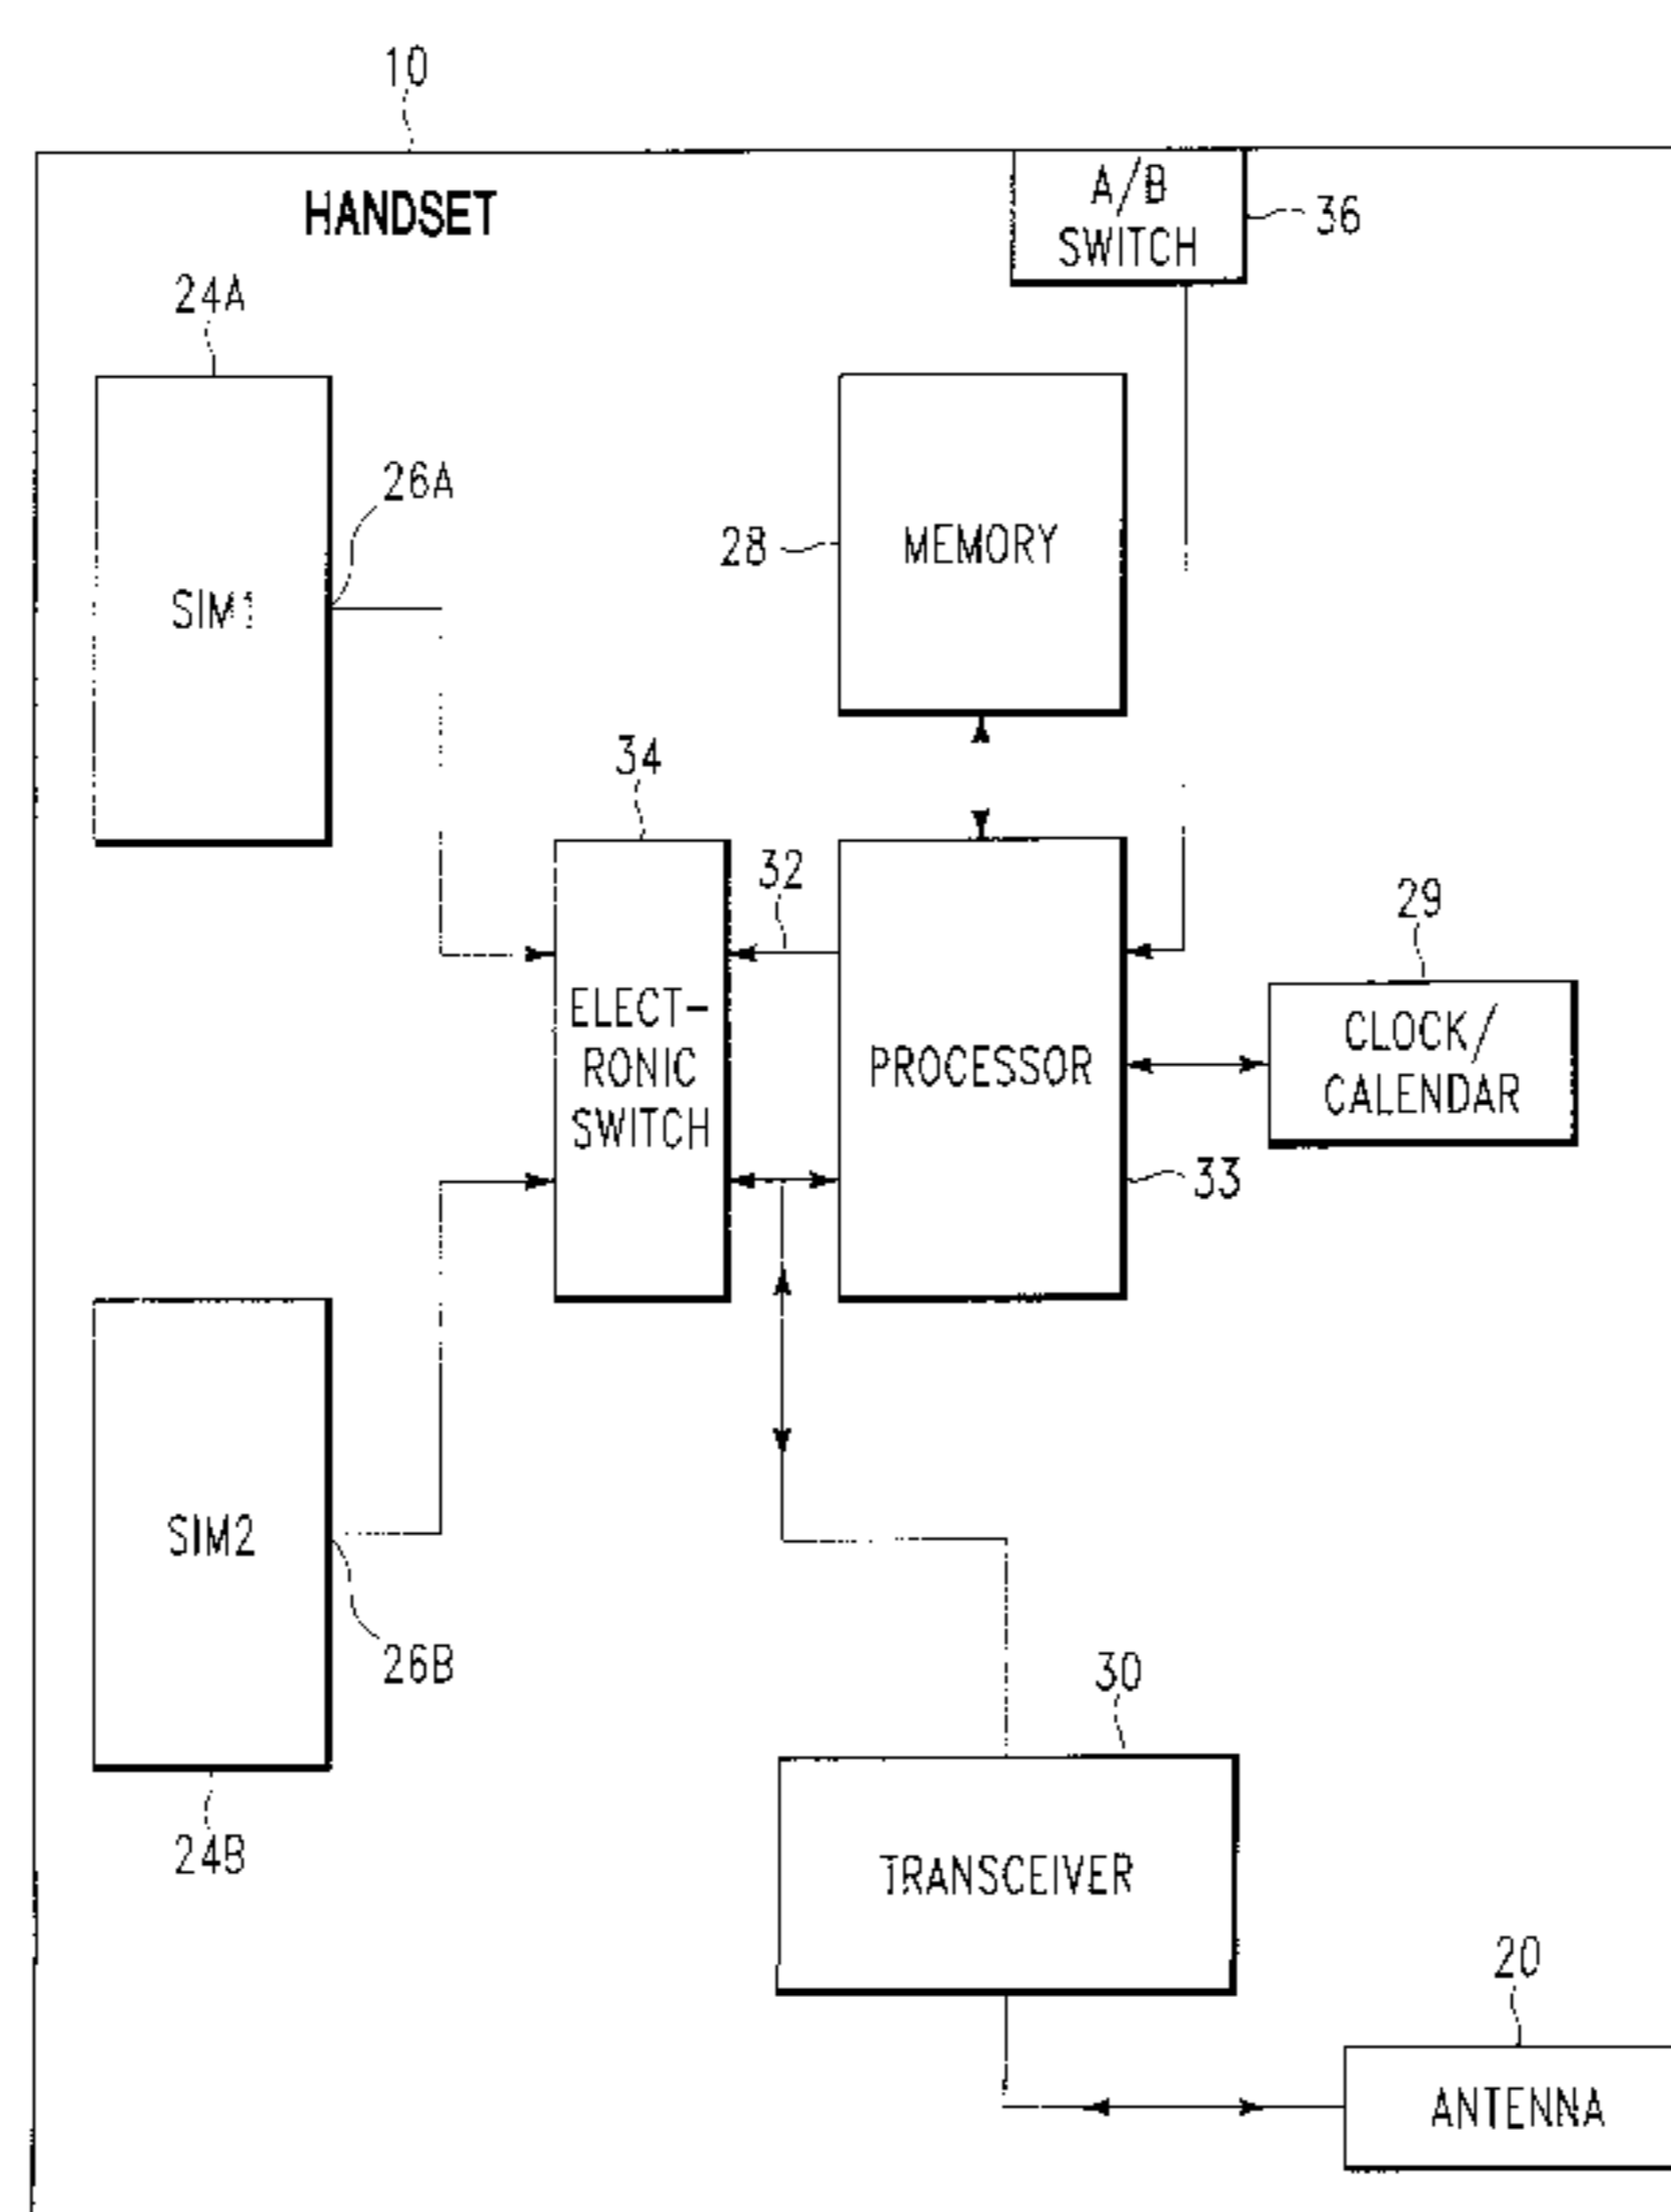 10
HANDSET
A/B
SWITCH
36
24A
26A
SIM1
28
MEMORY
34
32
29
ELECT-
RONIC
SWITCH
PROCESSOR
CLOCK/
CALENDAR
33
SIM2
26B
24B
30
TRANSCEIVER
20
ANTENNA